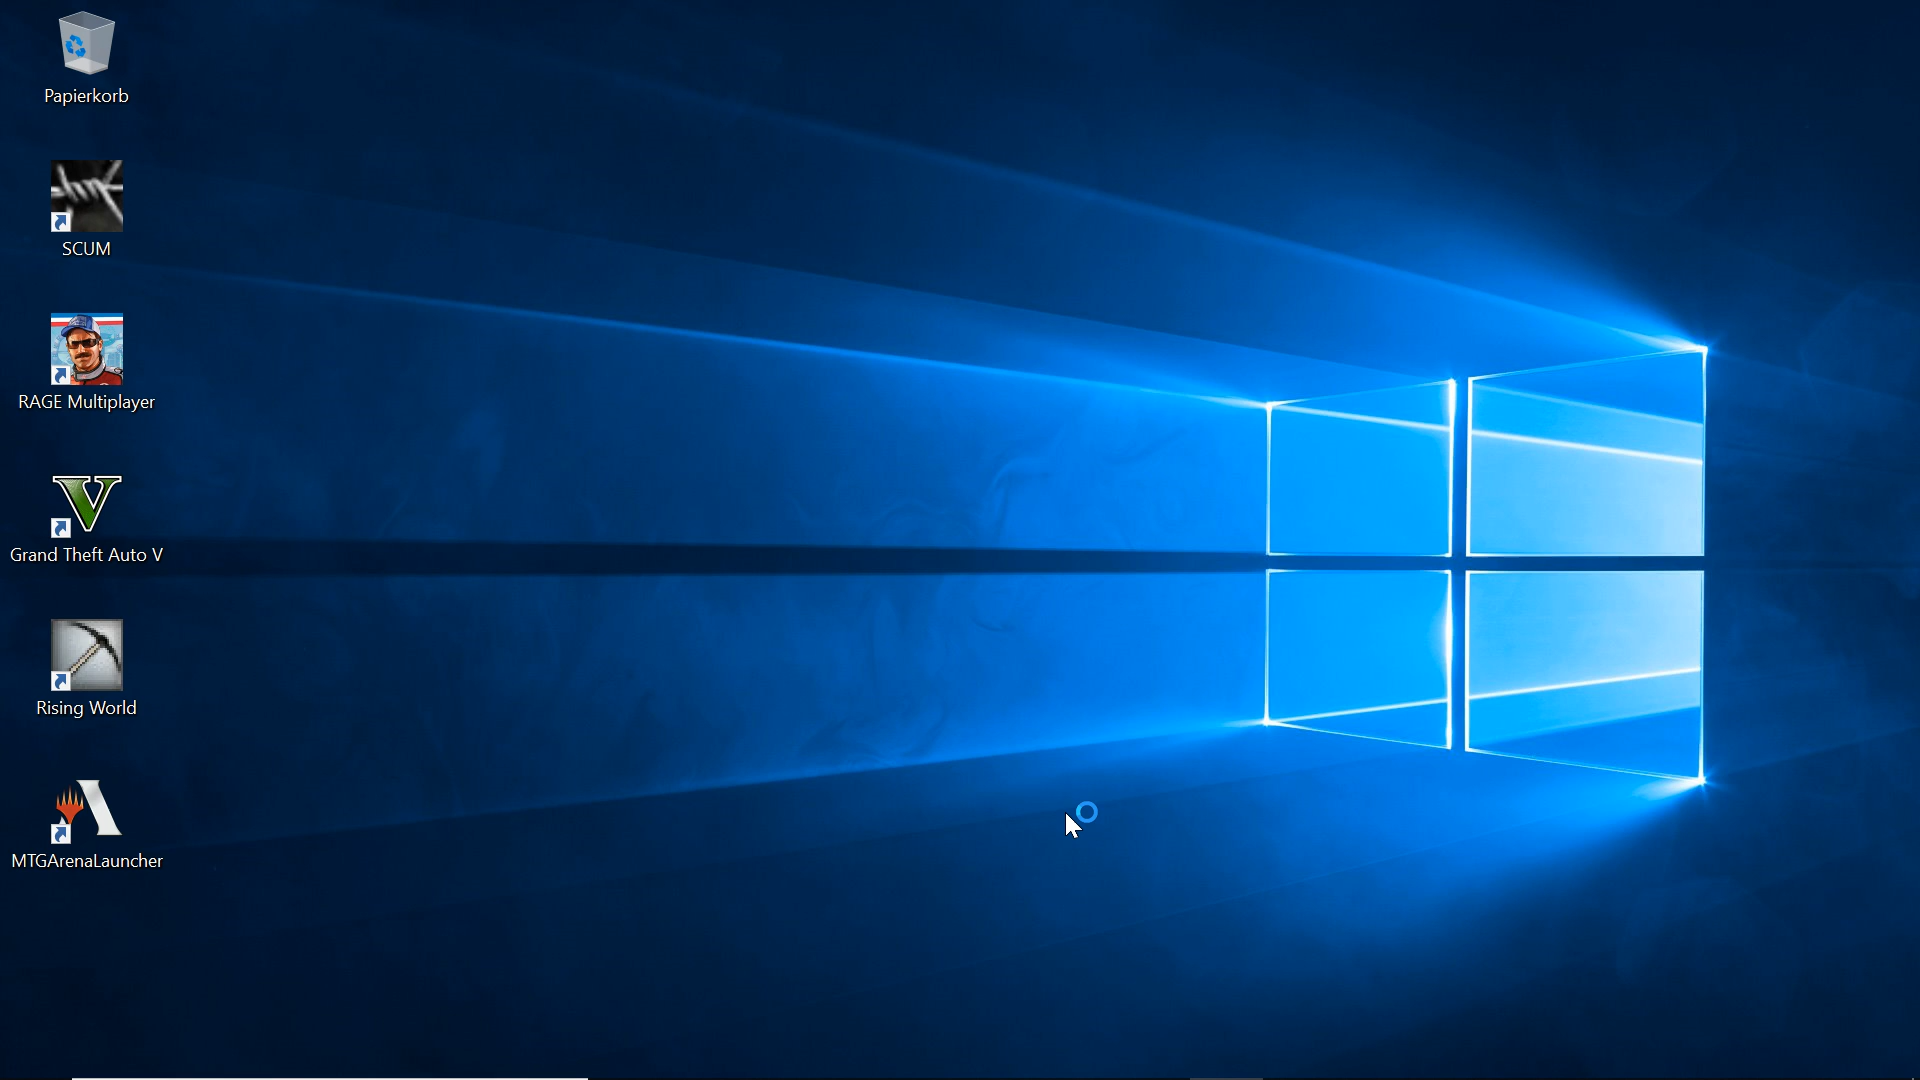 Papierkorb
SCUM
RAGE Multiplayer
Grand Theft Auto V
Rising World
MTGArenaLauncher